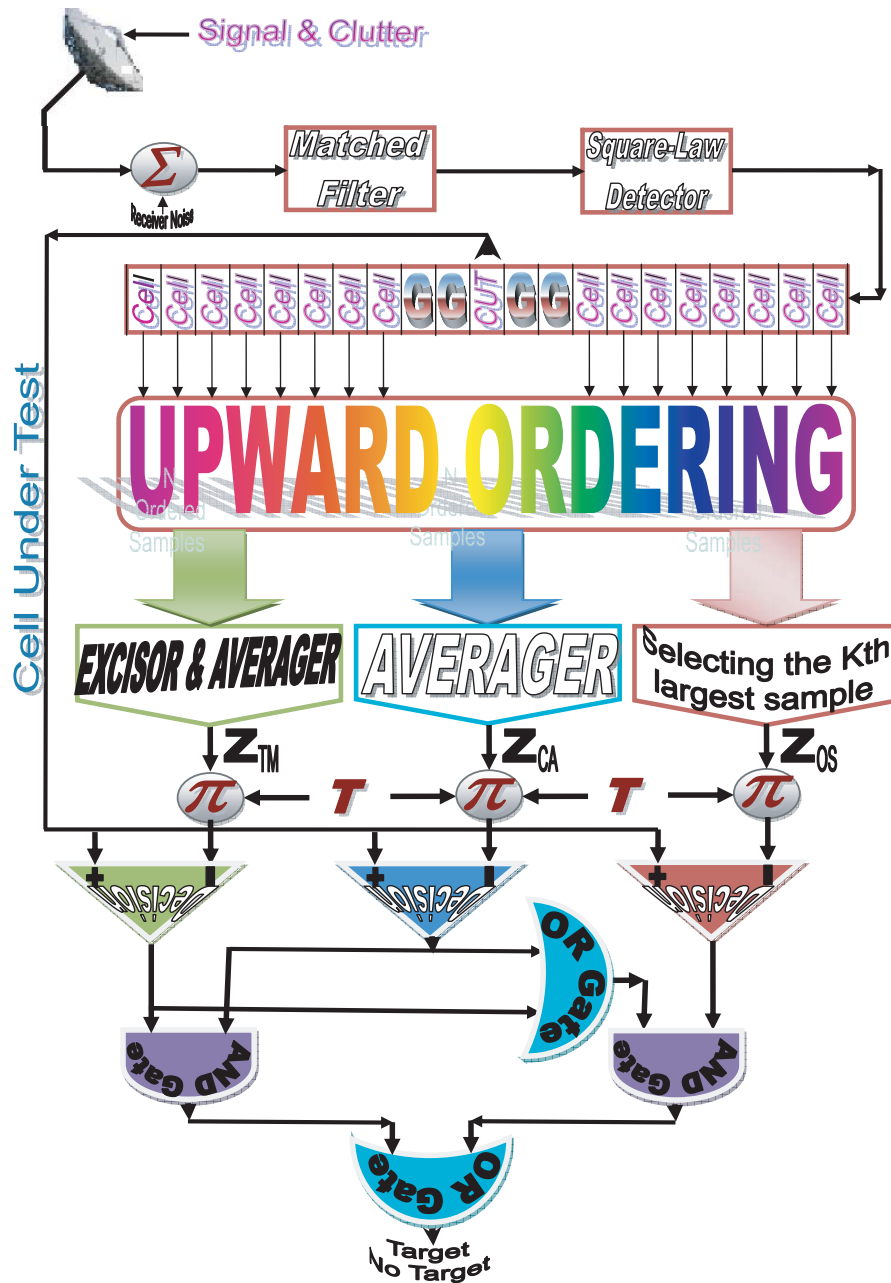 Signal & Clutter
Σ
Receiver Noise
Matched
Filter
Square-Law
Detector
Cell Cell Cell Cell Cell Cell Cell Cell G G CUT G G Cell Cell Cell Cell Cell Cell Cell Cell
Cell Under Test
UPWARD ORDERING
N
Ordered
Samples
N
Ordered
Samples
N
Ordered
Samples
EXCISOR & AVERAGER
AVERAGER
Selecting the Kth
largest sample
Z_TM
Z_CA
Z_OS
π
T
π
T
π
+ -
Decision
+ -
Decision
+ -
Decision
OR Gate
AND Gate
AND Gate
OR Gate
Target
No Target